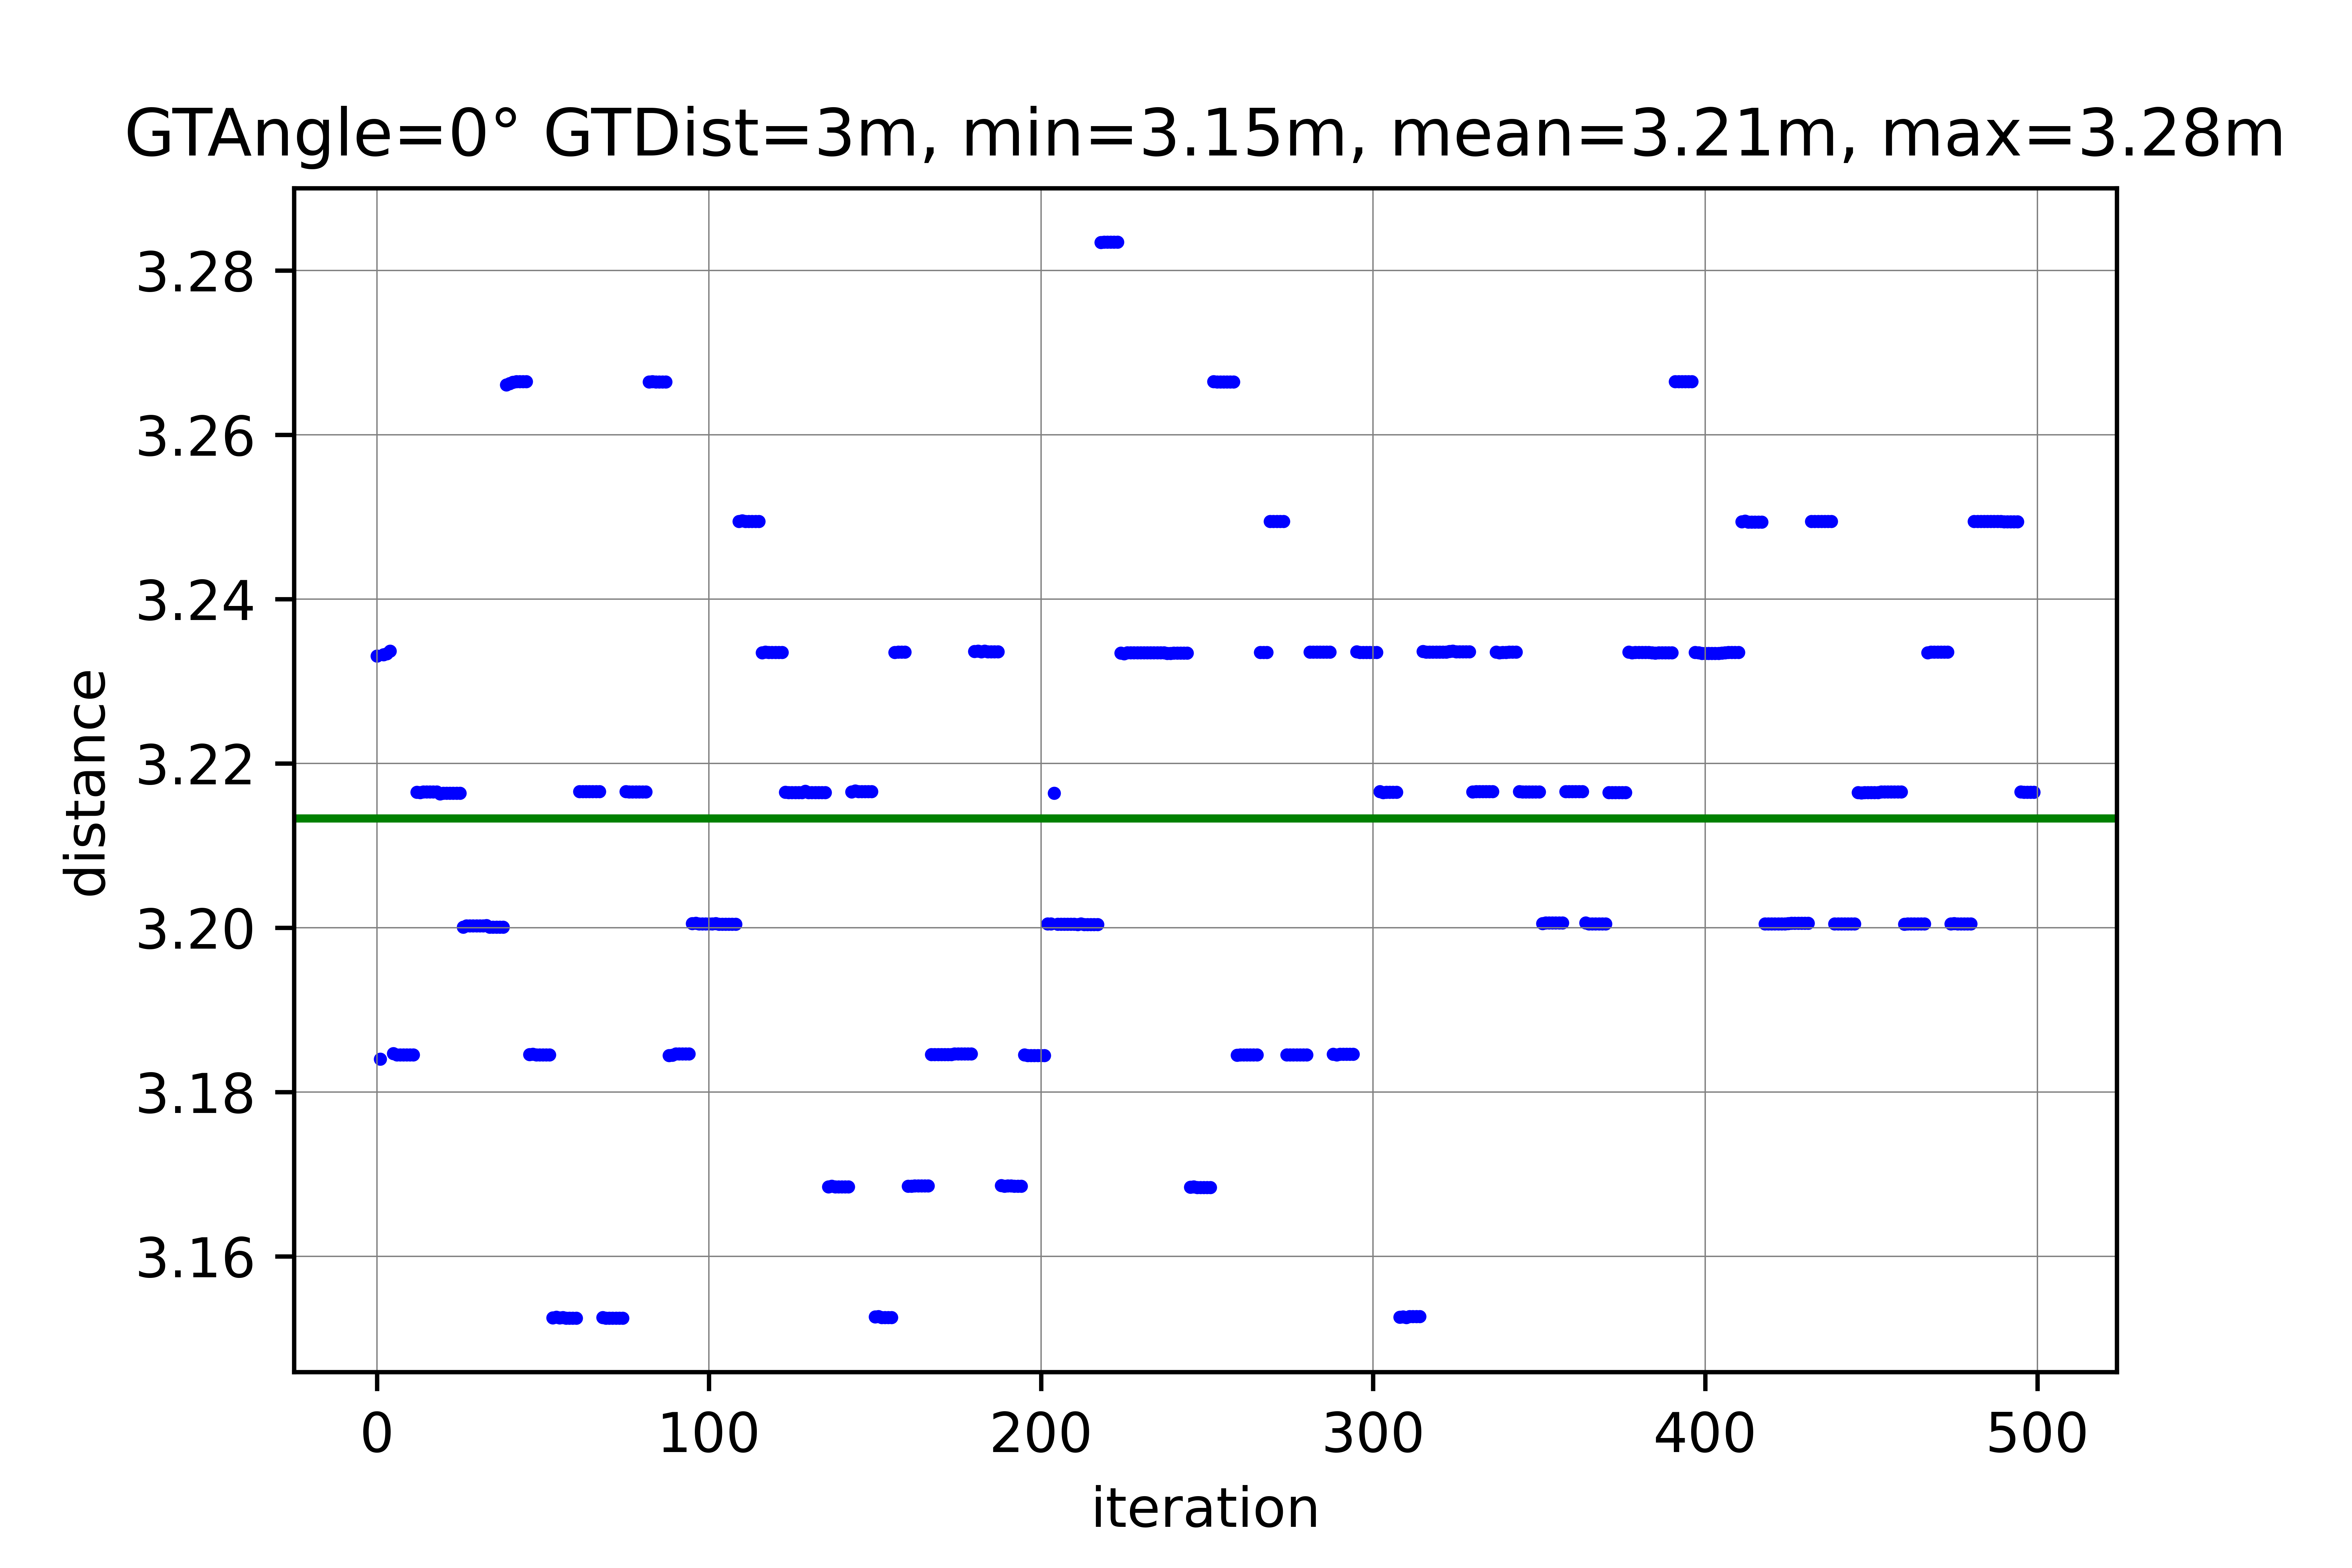 GTAngle=0° GTDist=3m, min=3.15m, mean=3.21m, max=3.28m
3.28
3.26
3.24
3.22
3.20
3.18
3.16
distance
0 100 200 300 400 500
iteration